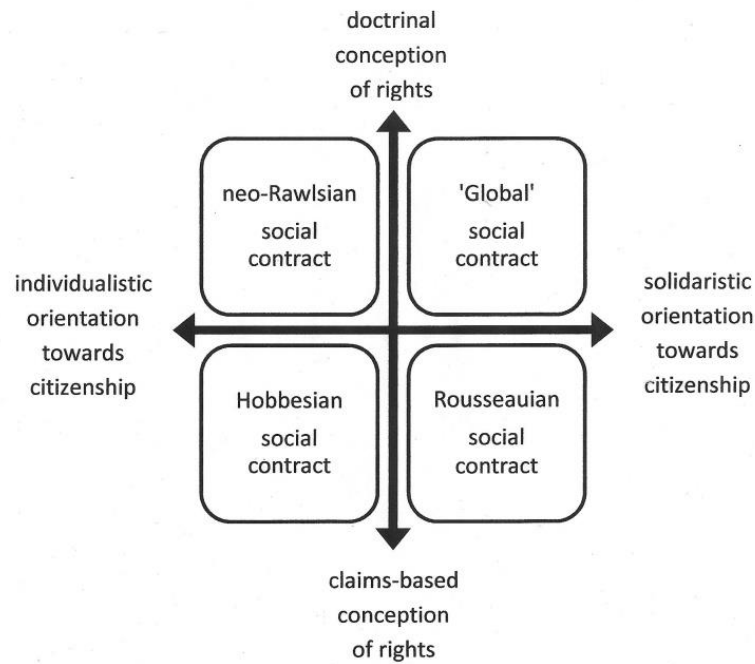 doctrinal
conception
of rights
neo-Rawlsian
social
contract
'Global'
social
contract
individualistic
orientation
towards
citizenship
solidaristic
orientation
towards
citizenship
Hobbesian
social
contract
Rousseauian
social
contract
claims-based
conception
of rights